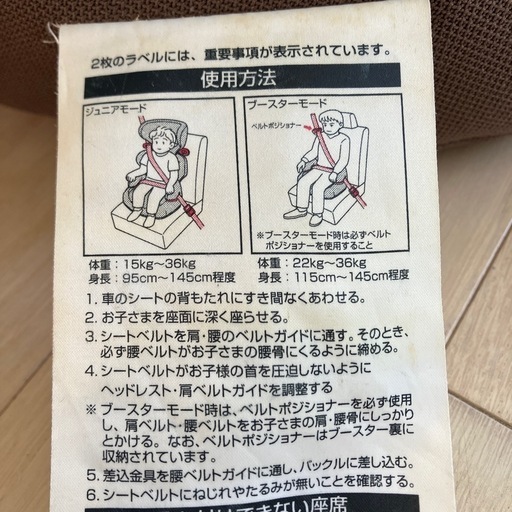 2枚のラベルには、重要事項が表示されています。
使用方法
ジュニアモード
ブースターモード
ベルトポジショナー
※ブースターモード時は必ずベルト
ポジショナーを使用すること
体重：15kg〜36kg
身長：95cm〜145cm程度
体重：22kg〜36kg
身長：115cm〜145cm程度
1. 車のシートの背もたれにすき間なくあわせる。
2. お子さまを座面に深く座らせる。
3. シートベルトを肩・腰のベルトガイドに通す。そのとき、
必ず腰ベルトがお子さまの腰骨にくるように締める。
4. シートベルトがお子様の首を圧迫しないように
ヘッドレスト・肩ベルトガイドを調整する
※ ブースターモード時は、ベルトポジショナーを必ず使用
し、肩ベルト・腰ベルトをお子さまの肩・腰骨にしっかり
とかける。なお、ベルトポジショナーはブースター裏に
収納されています。
5. 差込金具を腰ベルトガイドに通し、バックルに差し込む。
6. シートベルトにねじれやたるみが無いことを確認する。
できない座席